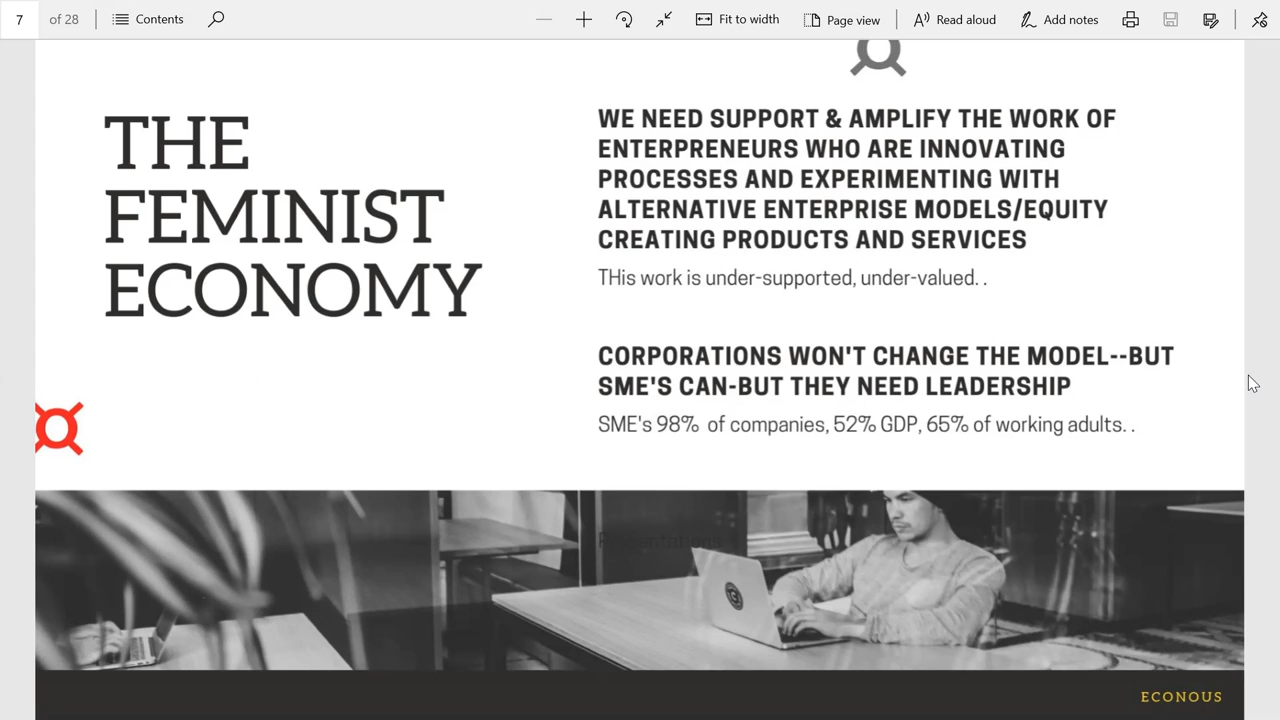 7 of 28 Contents Fit to width Page view Read aloud Add notes
THE
FEMINIST
ECONOMY
WE NEED SUPPORT & AMPLIFY THE WORK OF
ENTERPRENEURS WHO ARE INNOVATING
PROCESSES AND EXPERIMENTING WITH
ALTERNATIVE ENTERPRISE MODELS/EQUITY
CREATING PRODUCTS AND SERVICES
THis work is under-supported, under-valued. .
CORPORATIONS WON'T CHANGE THE MODEL--BUT
SME'S CAN-BUT THEY NEED LEADERSHIP
SME's 98% of companies, 52% GDP, 65% of working adults. .
Presentations
ECONOUS